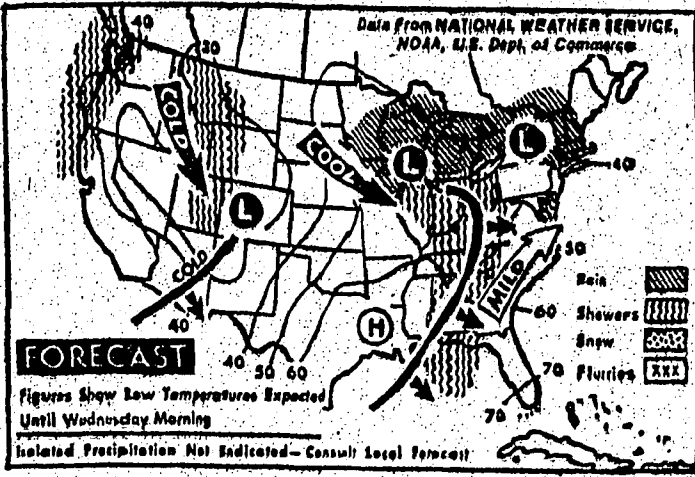 Data From NATIONAL WEATHER SERVICE,
NOAA, U.S. Dept. of Commerce
40
30
COLD
COOL
L
L
L
40
COLD
MILD
50
H
60
40
40 50 60
70
70
Rain
Showers
Snow
Flurries XXX
FORECAST
Figures Show Low Temperatures Expected
Until Wednesday Morning
Isolated Precipitation Not Indicated– Consult Local Forecast